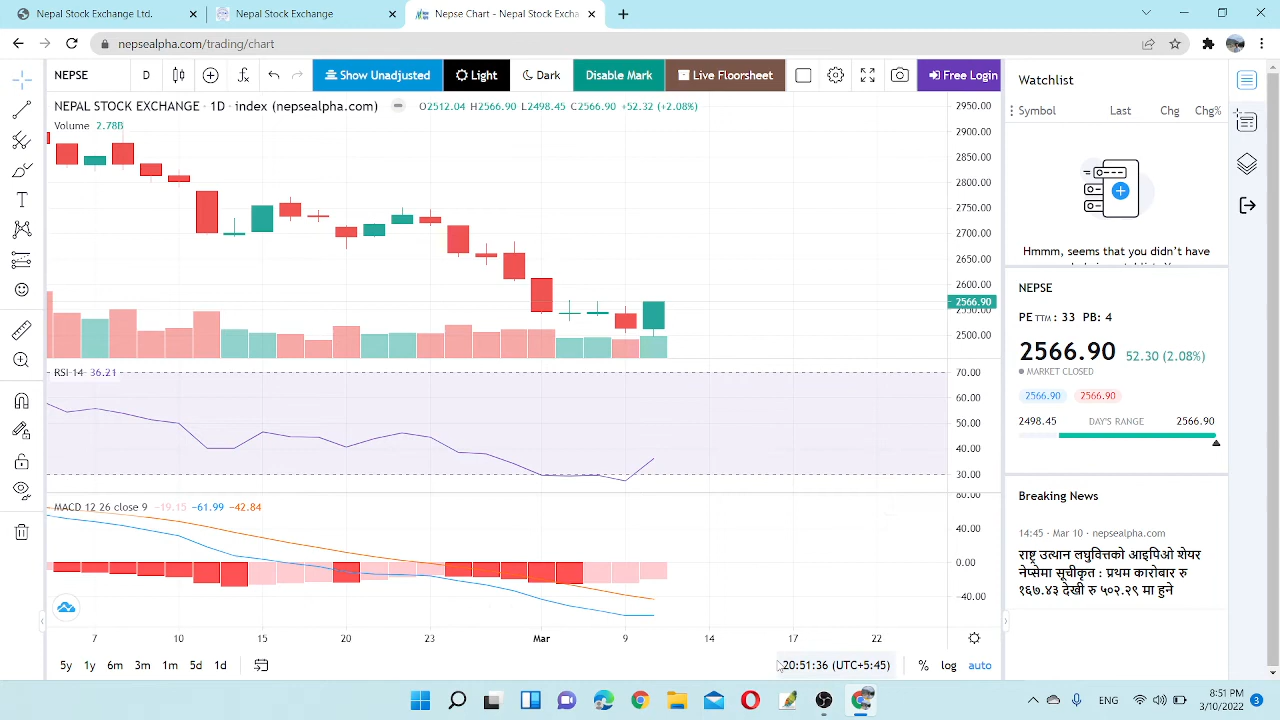 Nepal Stock Exchange Ltd.
Nepal Stock Exchange
NEPSE Chart - Nepal Stock Excha
nepsealpha.com/trading/chart
NEPSE D Show Unadjusted Light Dark Disable Mark Live Floorsheet Free Login
NEPAL STOCK EXCHANGE · 1D · index (nepsealpha.com) O2512.04 H2566.90 L2498.45 C2566.90 +52.32 (+2.08%)
Volume 2.78B
2950.00
2900.00
2850.00
2800.00
2750.00
2700.00
2650.00
2600.00
2566.90
2550.00
2500.00
RSI 14 36.21
70.00
60.00
50.00
40.00
30.00
MACD 12 26 close 9 −19.15 −61.99 −42.84
80.00
40.00
0.00
−40.00
7 10 15 20 23 Mar 9 14 17 22
5y 1y 6m 3m 1m 5d 1d
20:51:36 (UTC+5:45) % log auto
Watchlist
Symbol Last Chg Chg%
Hmmm, seems that you didn’t have
NEPSE
PE TTM : 33 PB: 4
2566.90 52.30 (2.08%)
MARKET CLOSED
2566.90 2566.90
2498.45 DAY'S RANGE 2566.90
Breaking News
14:45 - Mar 10 - nepsealpha.com
राष्ट्र उत्थान लघुवित्तको आइपिओ शेयर
नेप्सेमा सूचीकृत : प्रथम कारोबार रु
१६७.४३ देखी रु ५०२.२९ मा हुने
ENG
8:51 PM
3/10/2022
3